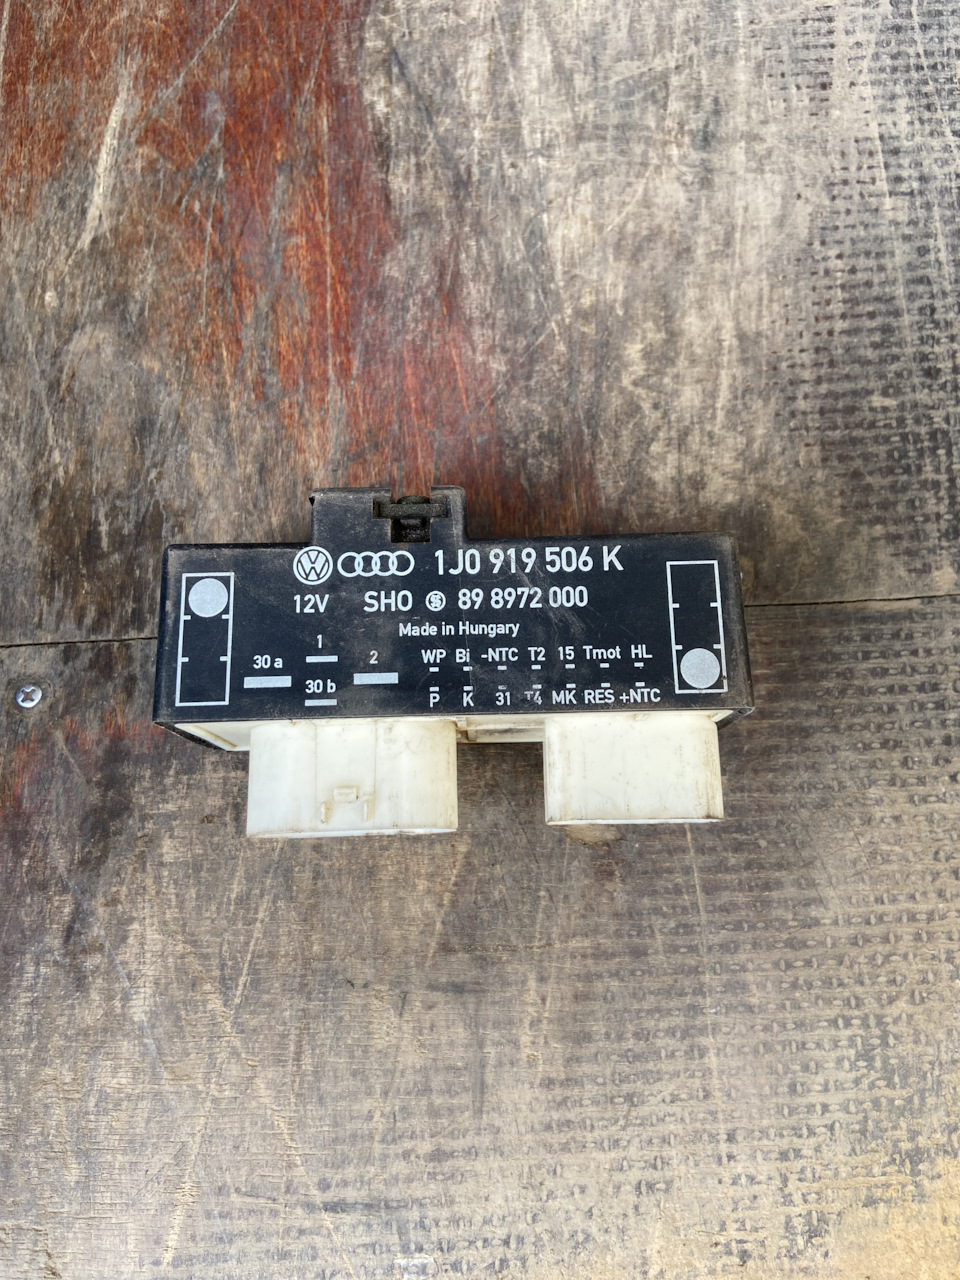 1J0 919 506 K
12V SHO 89 8972 000
Made in Hungary
1
2
WP Bi -NTC T2 15 Tmot HL
30 a
30 b
P K 31 T4 MK RES +NTC